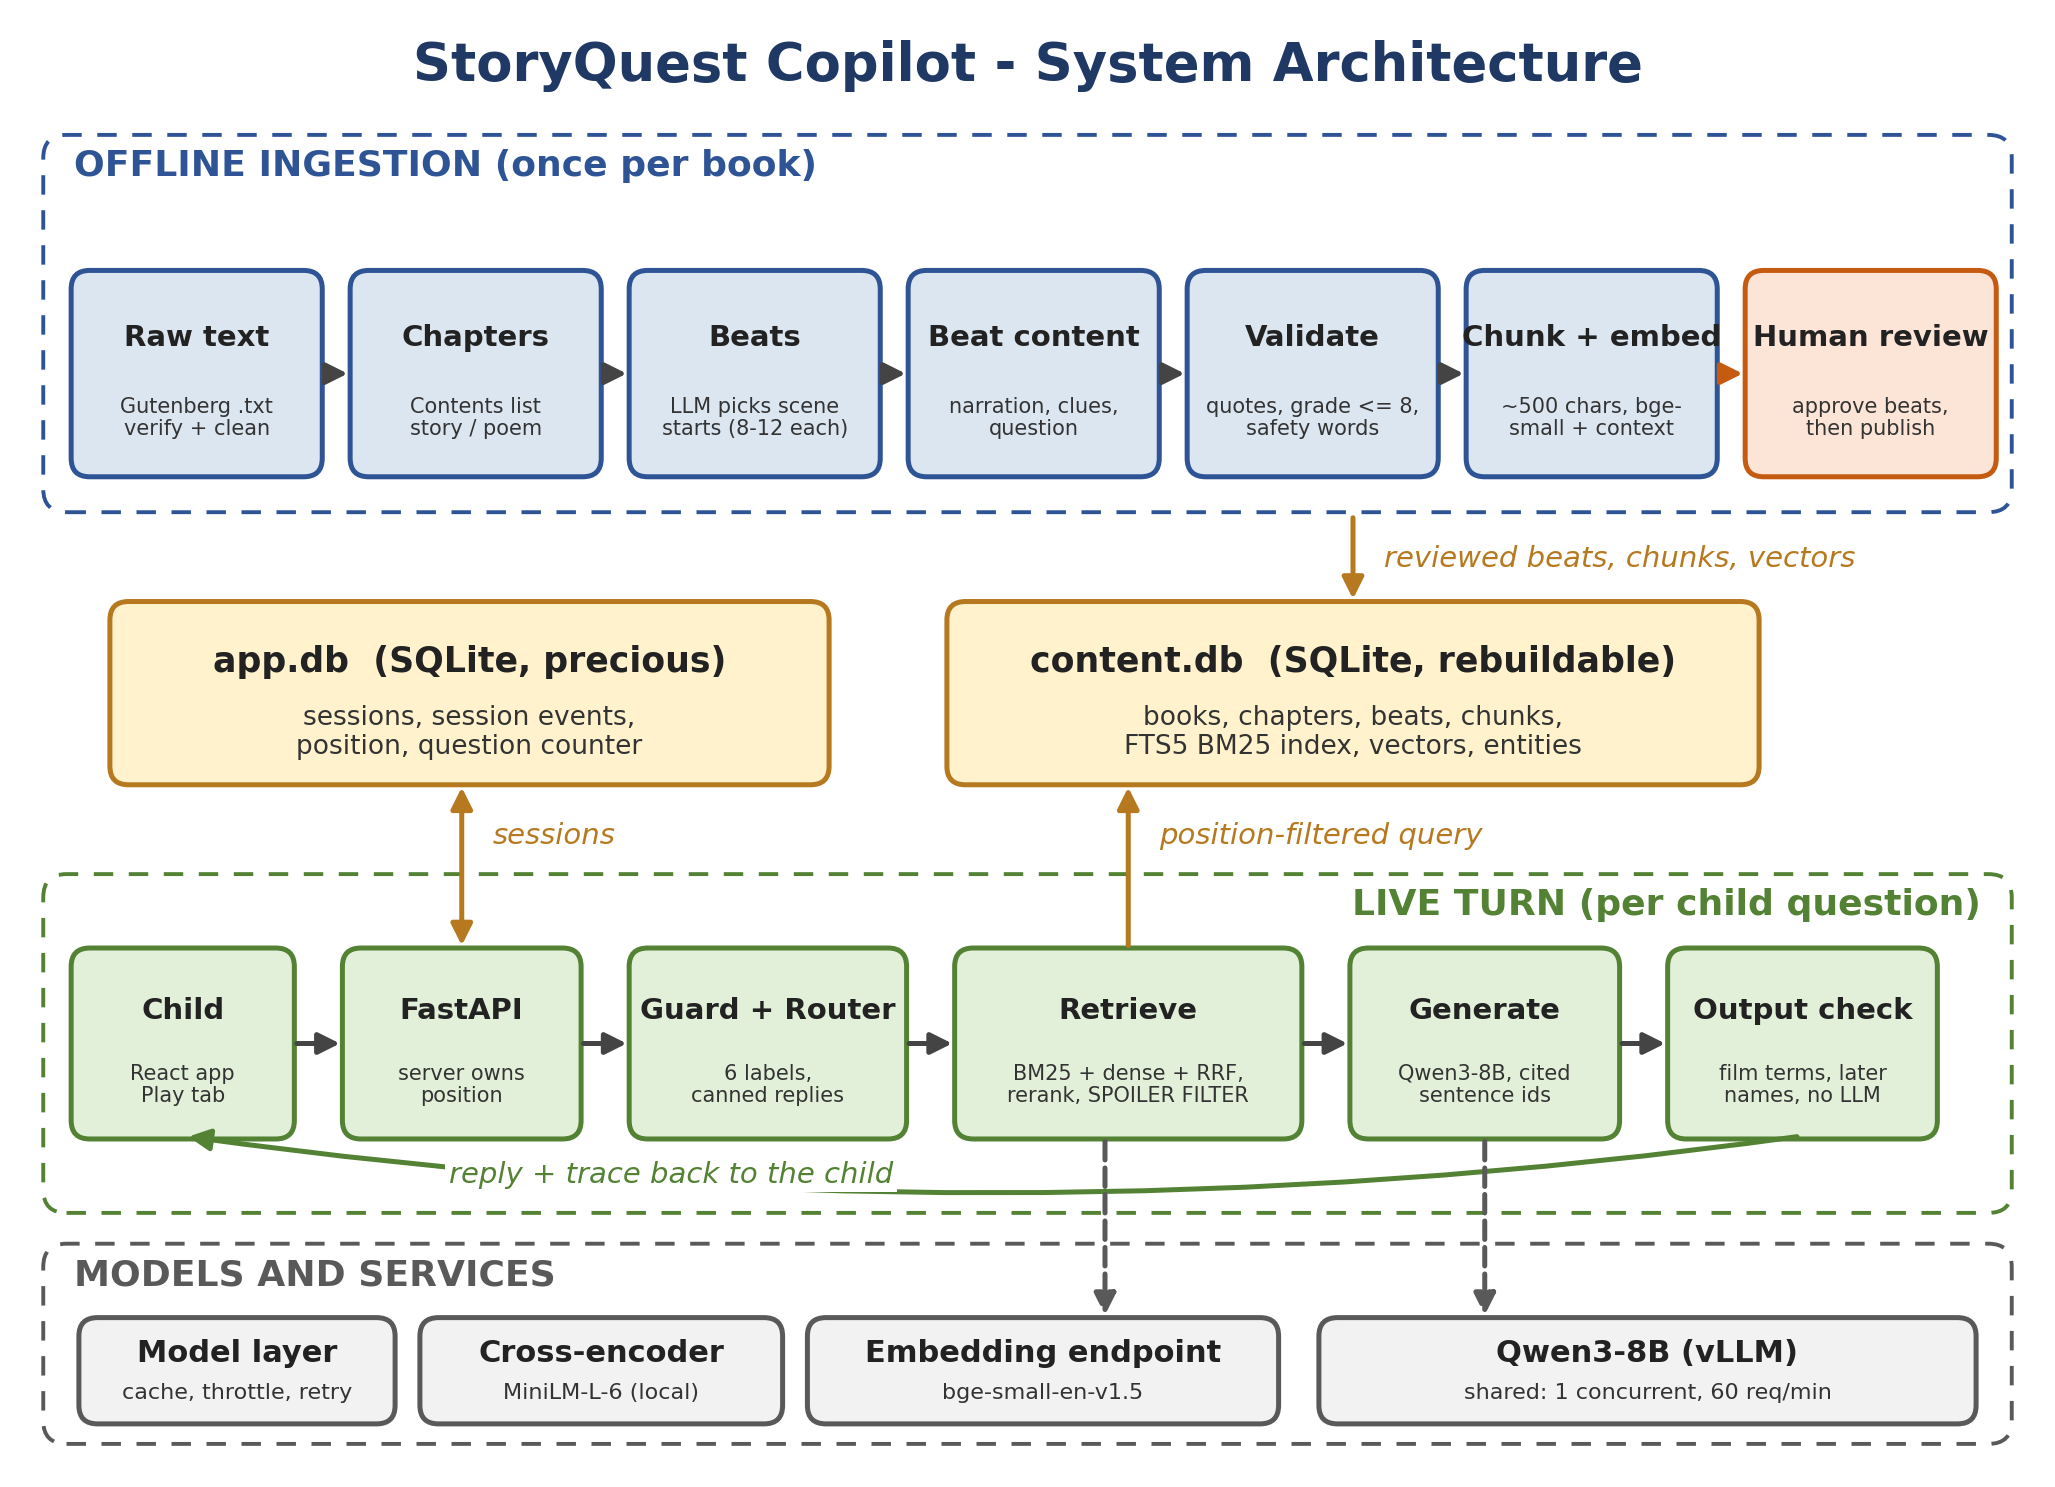 StoryQuest Copilot - System Architecture
OFFLINE INGESTION (once per book)
Raw text
Gutenberg .txt
verify + clean
Chapters
Contents list
story / poem
Beats
LLM picks scene
starts (8-12 each)
Beat content
narration, clues,
question
Validate
quotes, grade <= 8,
safety words
Chunk + embed
~500 chars, bge-
small + context
Human review
approve beats,
then publish
reviewed beats, chunks, vectors
app.db  (SQLite, precious)
sessions, session events,
position, question counter
content.db  (SQLite, rebuildable)
books, chapters, beats, chunks,
FTS5 BM25 index, vectors, entities
sessions
position-filtered query
LIVE TURN (per child question)
Child
React app
Play tab
FastAPI
server owns
position
Guard + Router
6 labels,
canned replies
Retrieve
BM25 + dense + RRF,
rerank, SPOILER FILTER
Generate
Qwen3-8B, cited
sentence ids
Output check
film terms, later
names, no LLM
reply + trace back to the child
MODELS AND SERVICES
Model layer
cache, throttle, retry
Cross-encoder
MiniLM-L-6 (local)
Embedding endpoint
bge-small-en-v1.5
Qwen3-8B (vLLM)
shared: 1 concurrent, 60 req/min